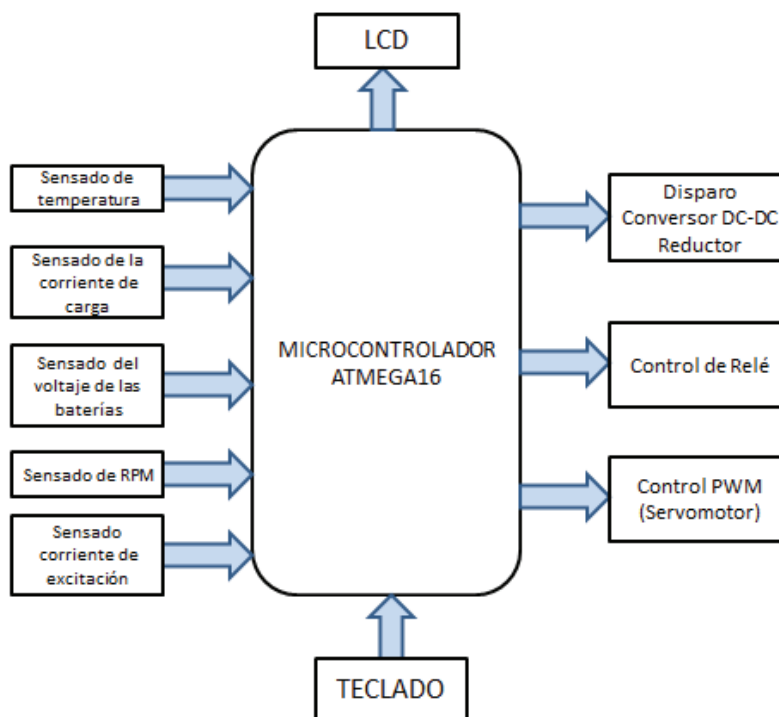 LCD
Sensado de
temperatura
Sensado de la
corriente de
carga
Sensado del
voltaje de las
baterías
Sensado de RPM
Sensado
corriente de
excitación
MICROCONTROLADOR
ATMEGA16
Disparo
Conversor DC-DC
Reductor
Control de Relé
Control PWM
(Servomotor)
TECLADO